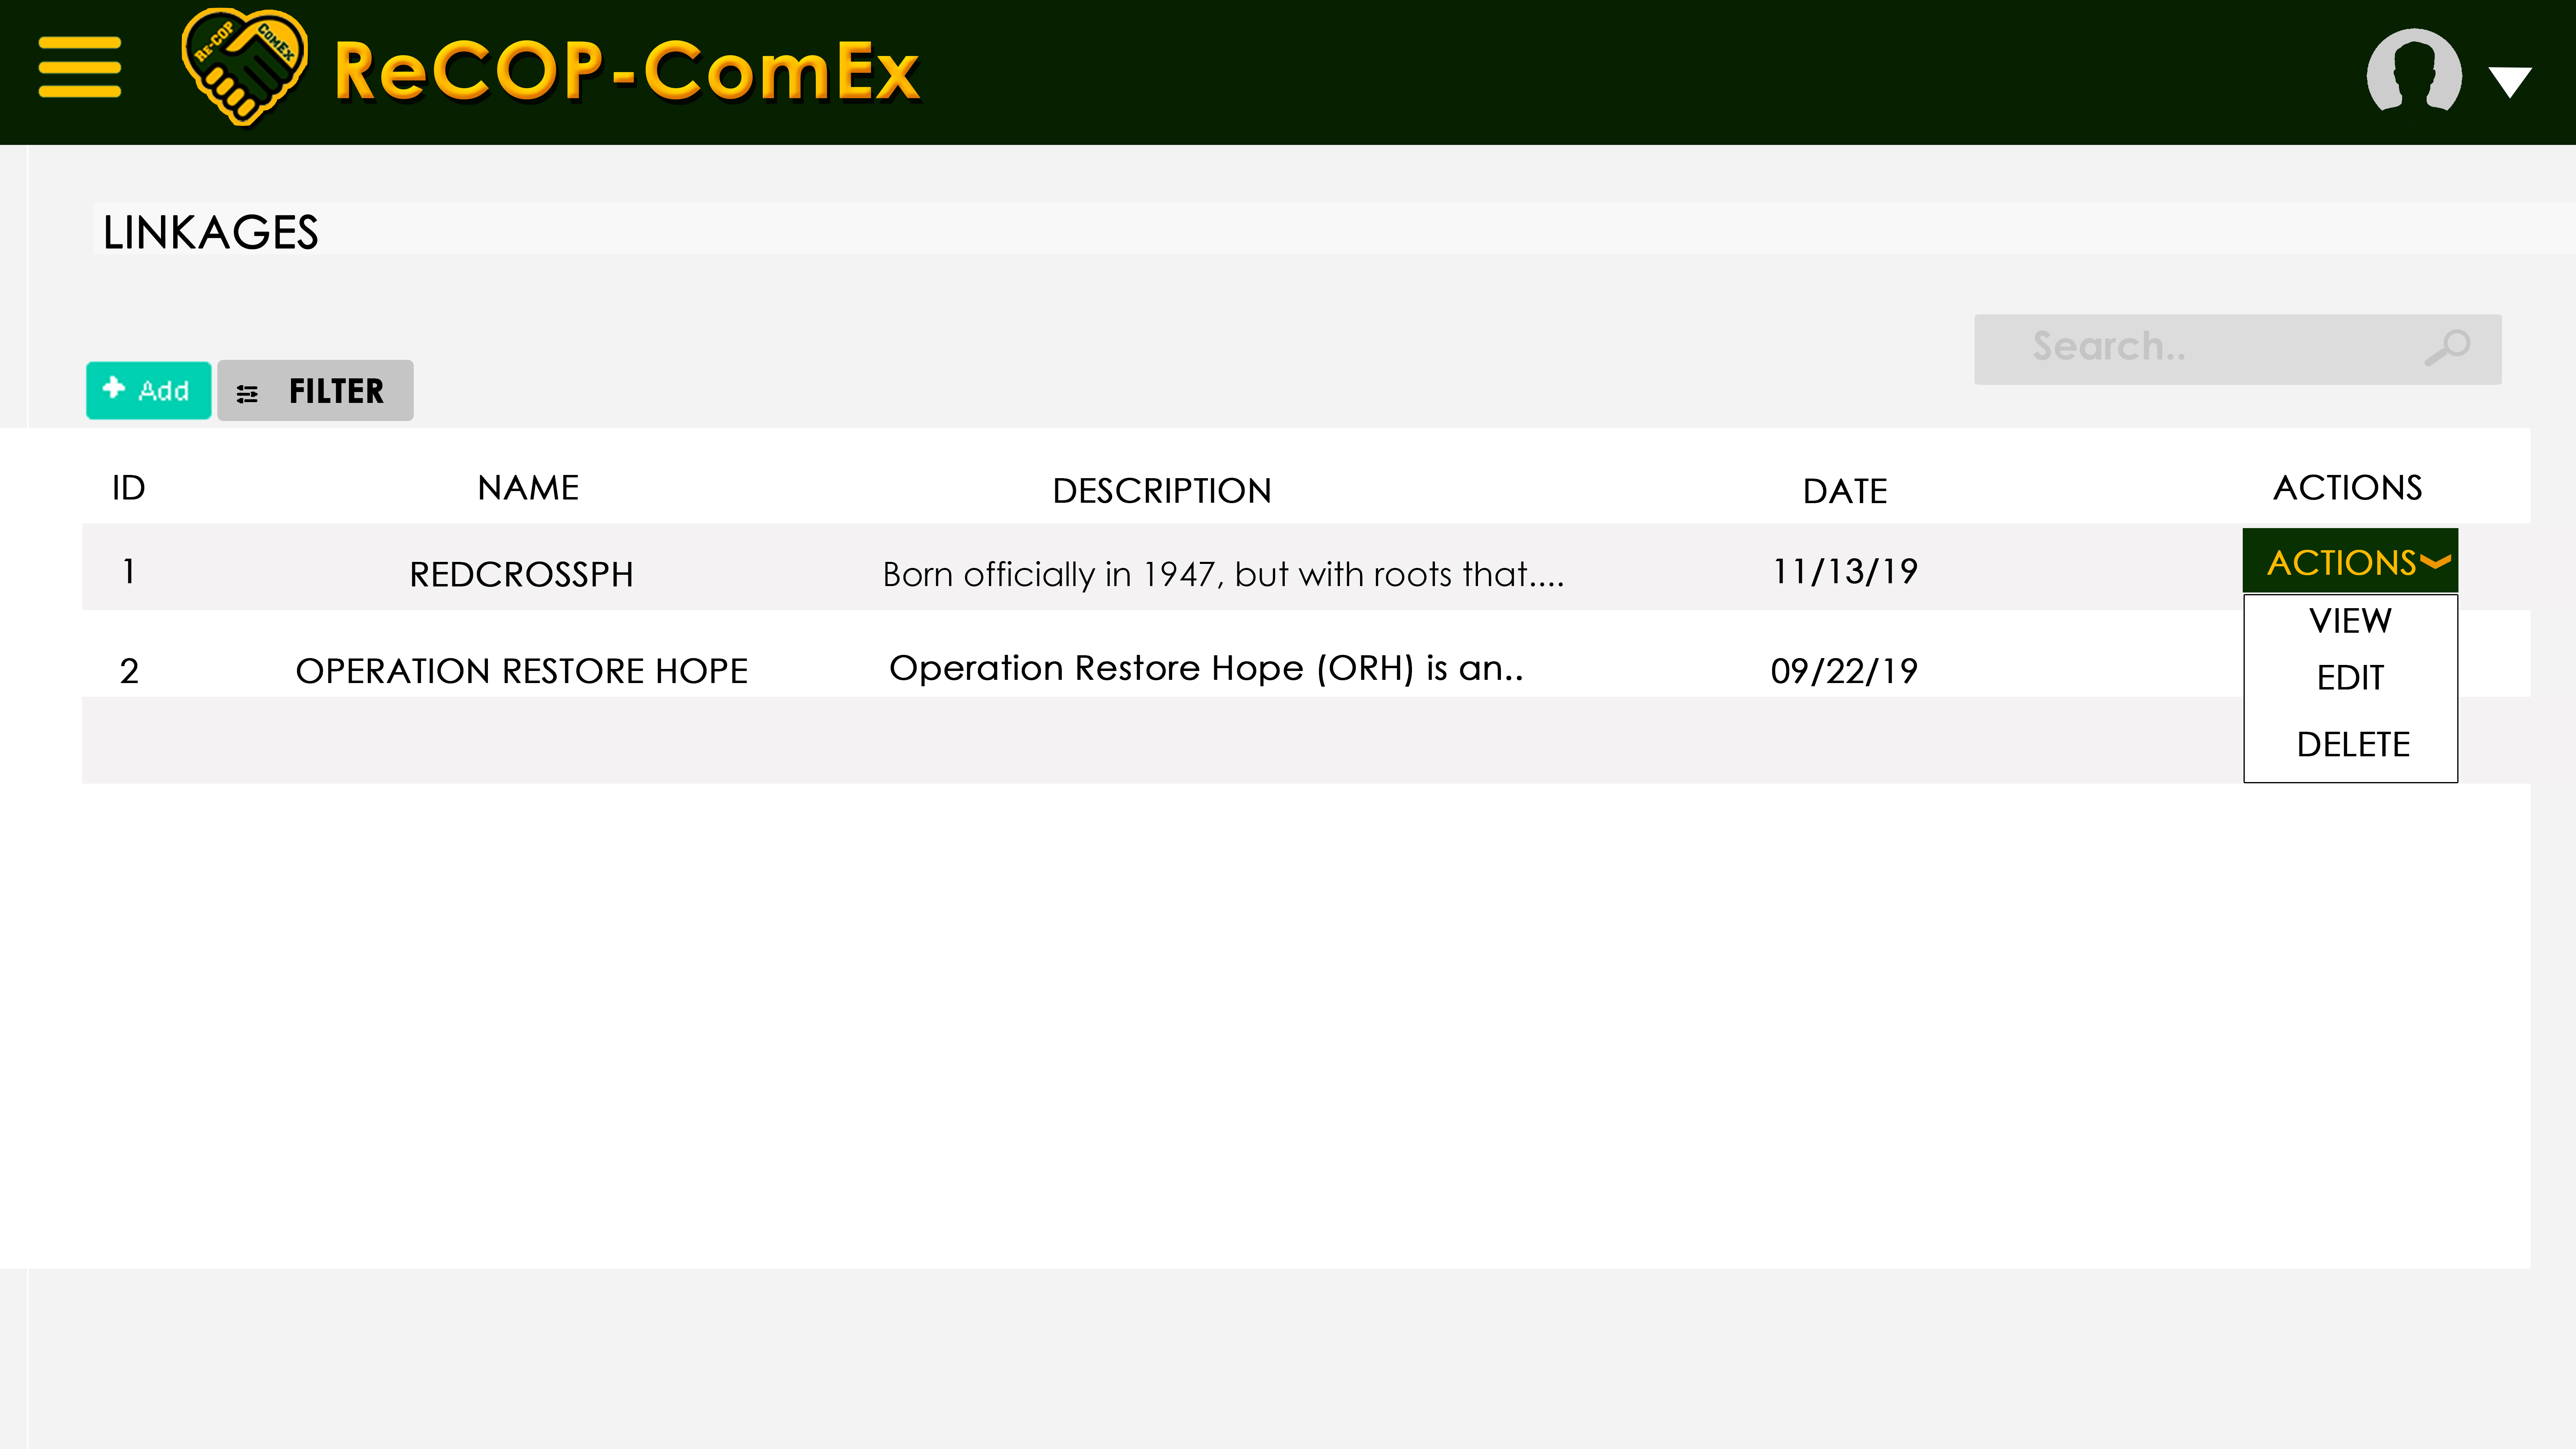 RE-COP COMEX
ReCOP-ComEx
LINKAGES
Search..
Add FILTER
ID NAME DESCRIPTION DATE ACTIONS
1 REDCROSSPH Born officially in 1947, but with roots that.... 11/13/19 ACTIONS
VIEW
2 OPERATION RESTORE HOPE Operation Restore Hope (ORH) is an.. 09/22/19
EDIT
DELETE